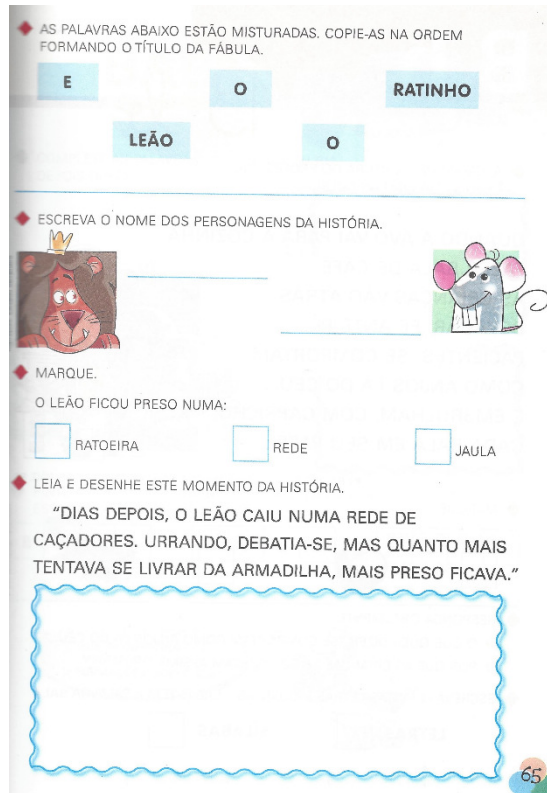 AS PALAVRAS ABAIXO ESTÃO MISTURADAS. COPIE-AS NA ORDEM
FORMANDO O TÍTULO DA FÁBULA.
E O RATINHO
LEÃO O
ESCREVA O NOME DOS PERSONAGENS DA HISTÓRIA.
MARQUE.
O LEÃO FICOU PRESO NUMA:
RATOEIRA REDE JAULA
LEIA E DESENHE ESTE MOMENTO DA HISTÓRIA.
"DIAS DEPOIS, O LEÃO CAIU NUMA REDE DE
CAÇADORES. URRANDO, DEBATIA-SE, MAS QUANTO MAIS
TENTAVA SE LIVRAR DA ARMADILHA, MAIS PRESO FICAVA."
65